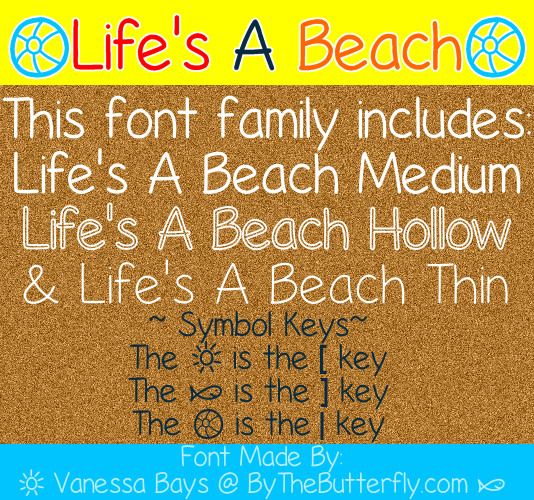 Life's A Beach
This font family includes:
Life's A Beach Medium
Life's A Beach Hollow
& Life's A Beach Thin
~ Symbol Keys~
The is the [ key
The is the ] key
The is the | key
Font Made By:
Vanessa Bays @ ByTheButterfly.com